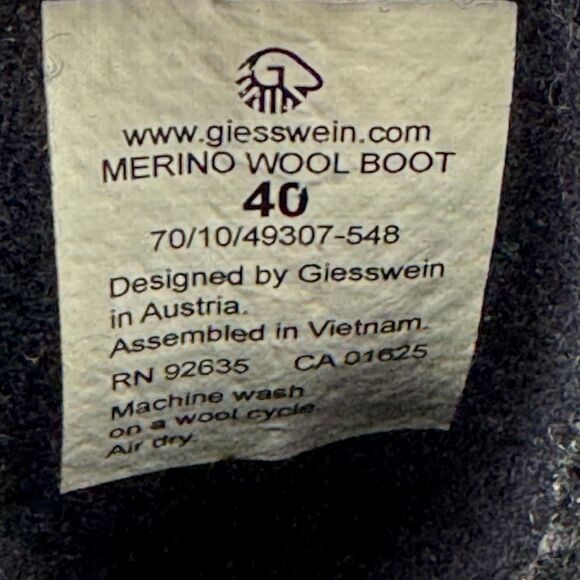 www.giesswein.com
MERINO WOOL BOOT
40
70/10/49307-548
Designed by Giesswein
in Austria.
Assembled in Vietnam.
RN 92635 CA 01625
Machine wash
on a wool cycle
Air dry.